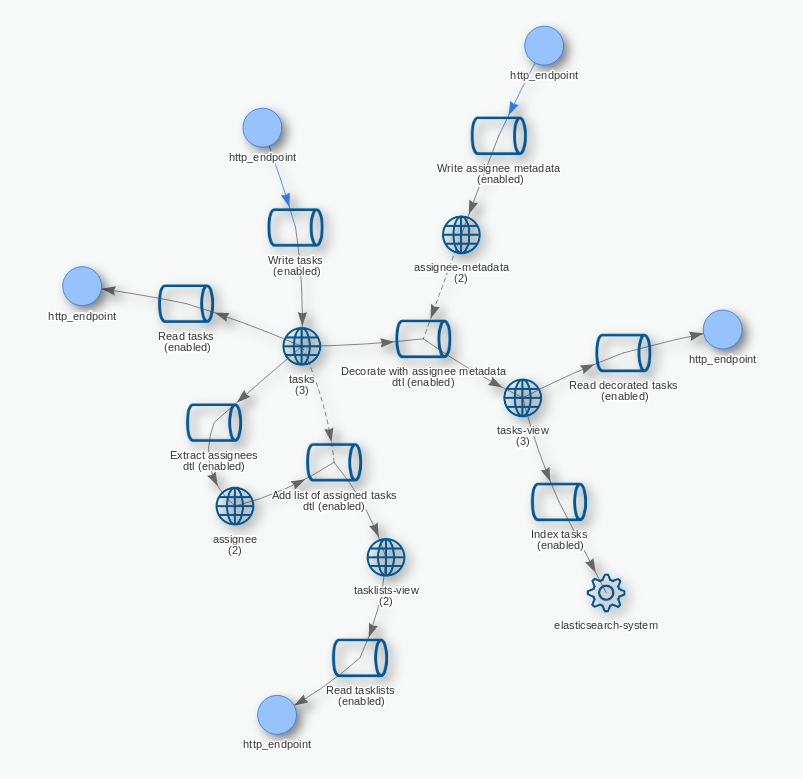 http_endpoint
http_endpoint
Write assignee metadata
(enabled)
Write tasks
(enabled)
assignee-metadata
(2)
http_endpoint
Read tasks
(enabled)
Decorate with assignee metadata
dtl (enabled)
http_endpoint
tasks
(3)
Read decorated tasks
(enabled)
tasks-view
(3)
Extract assignees
dtl (enabled)
Add list of assigned tasks
dtl (enabled)
assignee
(2)
Index tasks
(enabled)
tasklists-view
(2)
elasticsearch-system
Read tasklists
(enabled)
http_endpoint